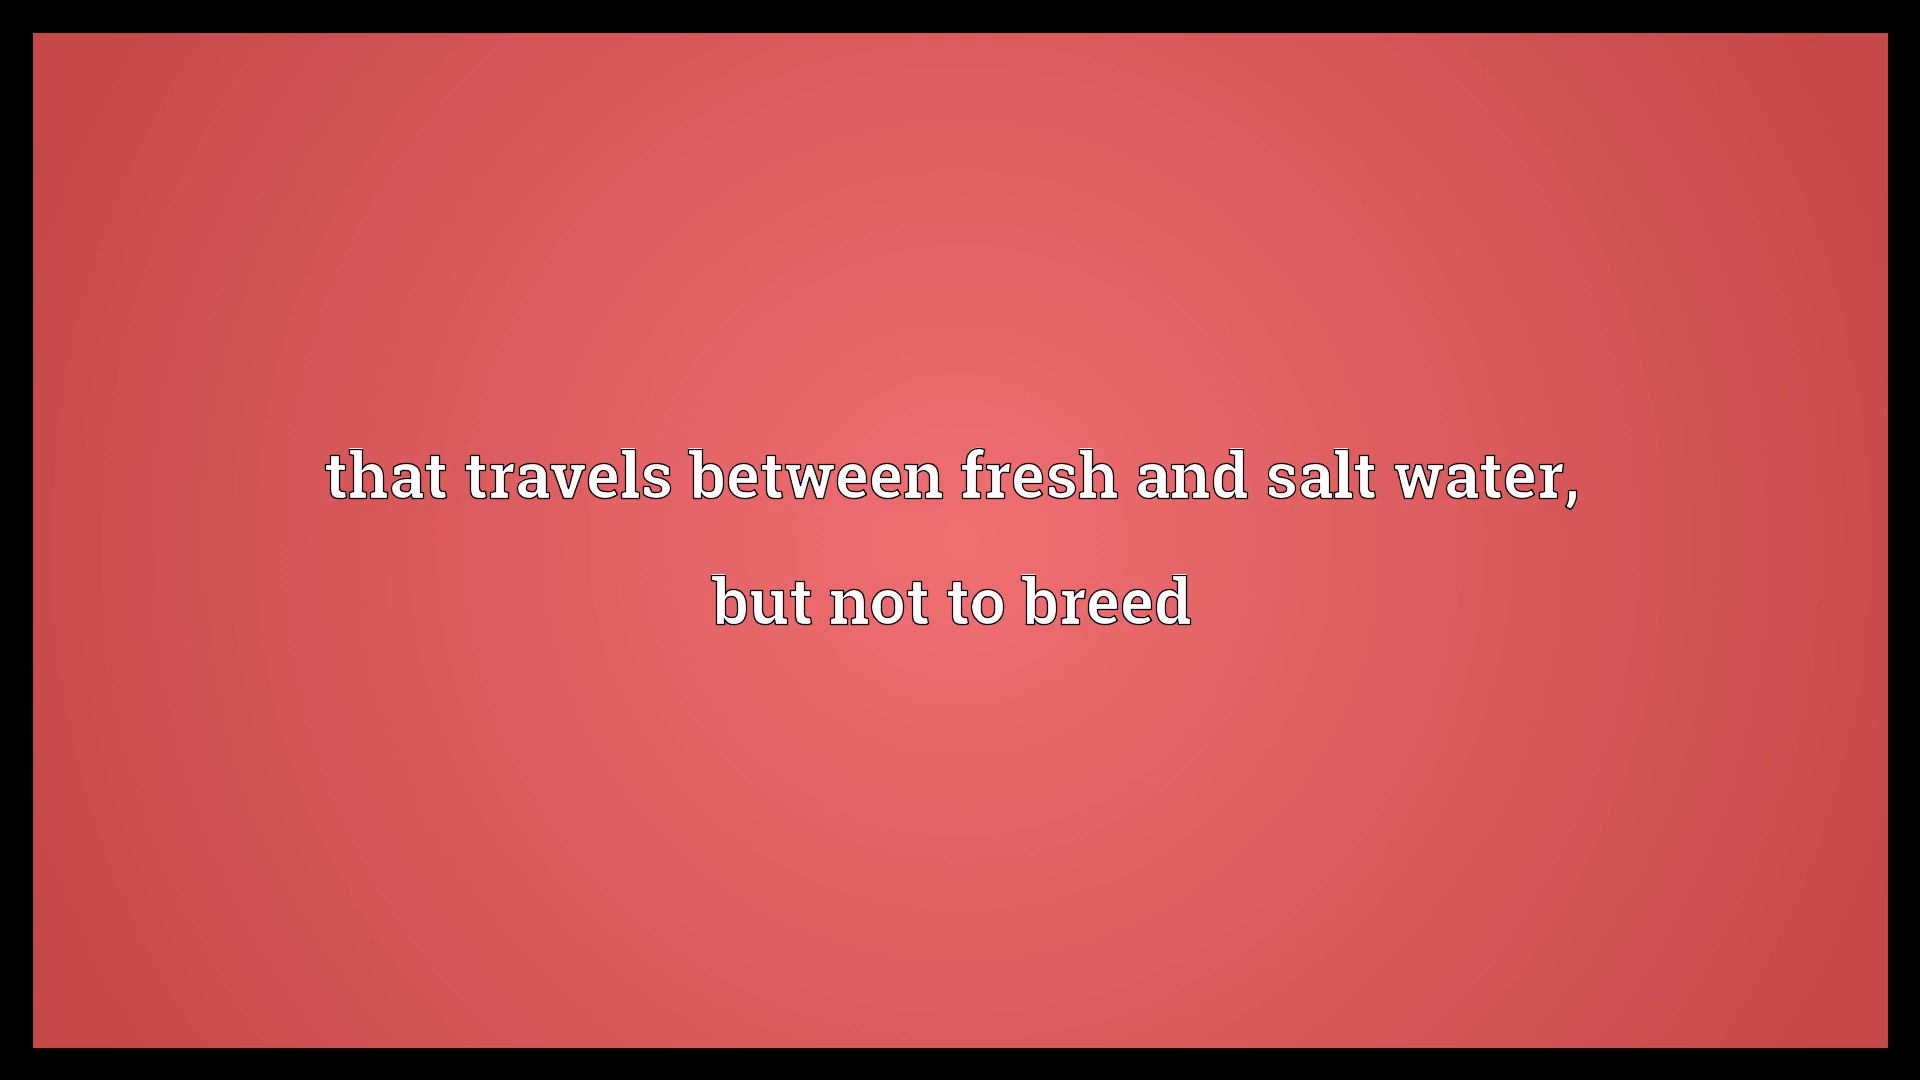 that travels between fresh and salt water,
but not to breed